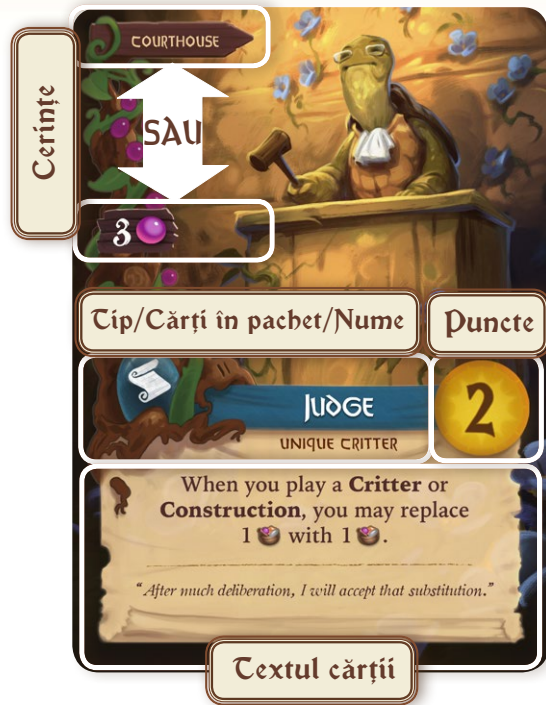 COURTHOUSE
Cerințe
SAU
3
Tip/Cărți în pachet/Nume
Puncte
JUDGE
2
UNIQUE CRITTER
When you play a Critter or
Construction, you may replace
1 with 1 .
"After much deliberation, I will accept that substitution."
Textul cărții